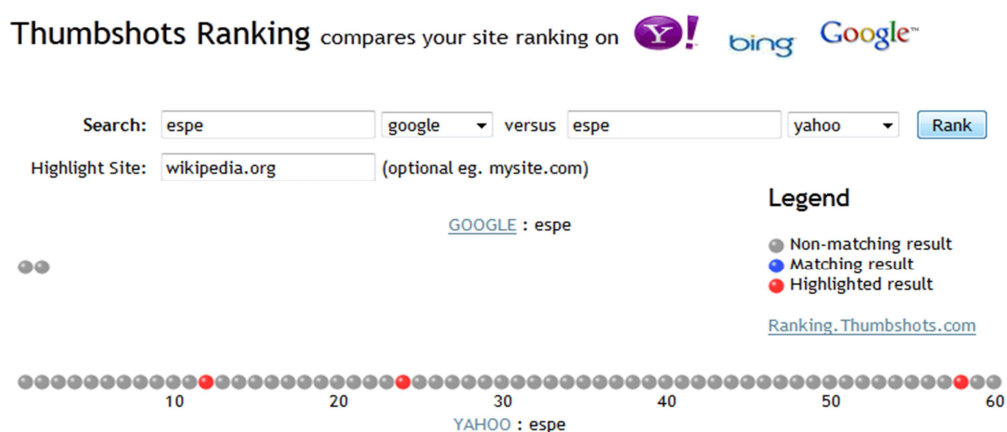 Thumbshots Ranking compares your site ranking on Y! bing Google™
Search: espe google versus espe yahoo Rank
Highlight Site: wikipedia.org (optional eg. mysite.com)
Legend
GOOGLE : espe
Non-matching result
Matching result
Highlighted result
Ranking.Thumbshots.com
10 20 30 40 50 60
YAHOO : espe